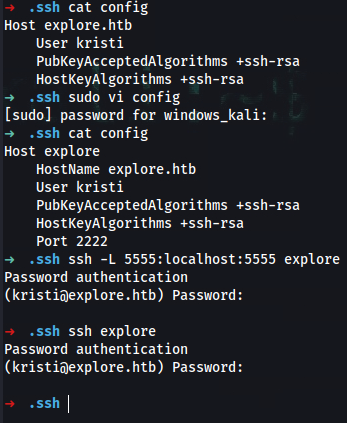 ➜  .ssh cat config
Host explore.htb
    User kristi
    PubKeyAcceptedAlgorithms +ssh-rsa
    HostKeyAlgorithms +ssh-rsa
➜  .ssh sudo vi config
[sudo] password for windows_kali:
➜  .ssh cat config
Host explore
    HostName explore.htb
    User kristi
    PubKeyAcceptedAlgorithms +ssh-rsa
    HostKeyAlgorithms +ssh-rsa
    Port 2222
➜  .ssh ssh -L 5555:localhost:5555 explore
Password authentication
(kristi@explore.htb) Password:
➜  .ssh ssh explore
Password authentication
(kristi@explore.htb) Password:
➜  .ssh